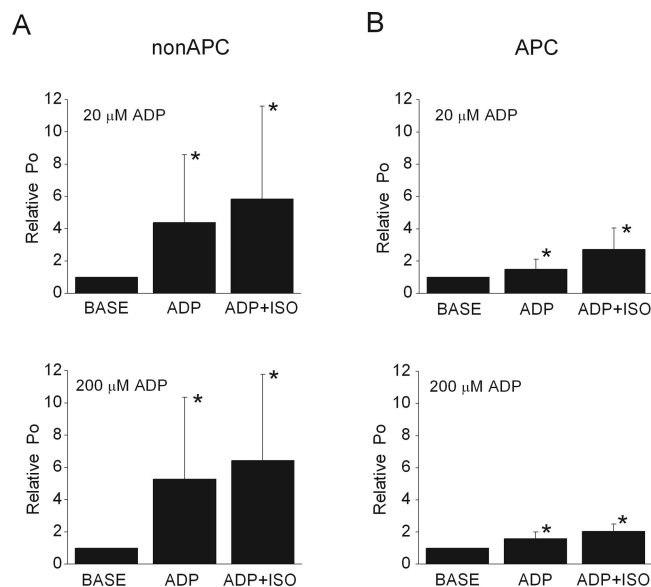 A
B
nonAPC
APC
20 μM ADP
12
10
8
6
4
2
0
Relative Po
*
*
BASE ADP ADP+ISO
20 μM ADP
12
10
8
6
4
2
0
Relative Po
*
*
BASE ADP ADP+ISO
200 μM ADP
12
10
8
6
4
2
0
Relative Po
*
*
BASE ADP ADP+ISO
200 μM ADP
12
10
8
6
4
2
0
Relative Po
*
*
BASE ADP ADP+ISO